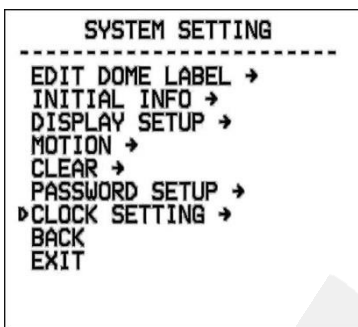 SYSTEM SETTING
EDIT DOME LABEL →
INITIAL INFO →
DISPLAY SETUP →
MOTION →
CLEAR →
PASSWORD SETUP →
CLOCK SETTING →
BACK
EXIT